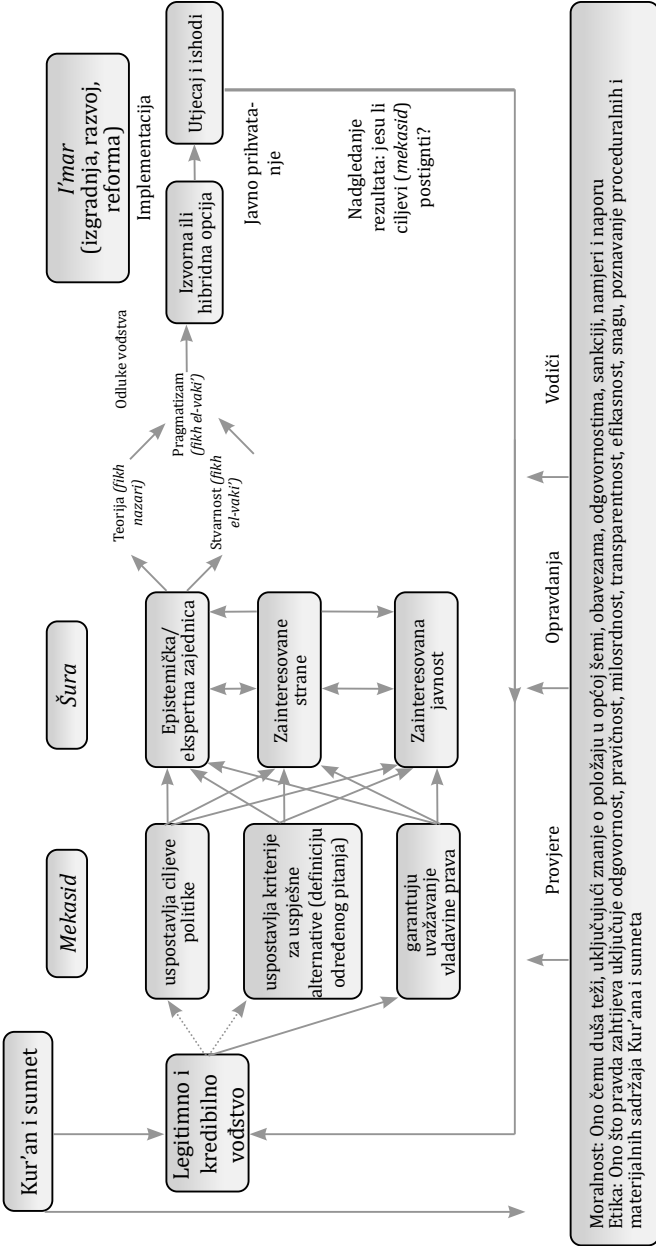 Kur'an i sunnet
Legitimno i
kredibilno
vođstvo
Mekasid
uspostavlja ciljeve
politike
uspostavlja kriterije
za uspješne
alternative (definiciju
određenog pitanja)
garantuju
uvažavanje
vladavine prava
Šura
Epistemička/
ekspertna zajednica
Zainteresovane
strane
Zainteresovana
javnost
Teorija (fikh
nazari)
Stvarnost (fikh
el-vaki')
Odluke vodstva
Pragmatizam
(fikh el-vaki')
I'mar
(izgradnja, razvoj,
reforma)
Implementacija
Izvorna ili
hibridna opcija
Utjecaj i ishodi
Javno prihvata-
nje
Nadgledanje
rezultata: jesu li
ciljevi (mekasid)
postignti?
Provjere
Opravdanja
Vodiči
Moralnost: Ono čemu duša teži, uključujući znanje o položaju u općoj šemi, obavezama, odgovornostima, sankciji, namjeri i naporu
Etika: Ono što pravda zahtijeva uključuje odgovornost, pravičnost, milosrdnost, transparentnost, efikasnost, snagu, poznavanje proceduralnih i
materijalnih sadržaja Kur'ana i sunneta